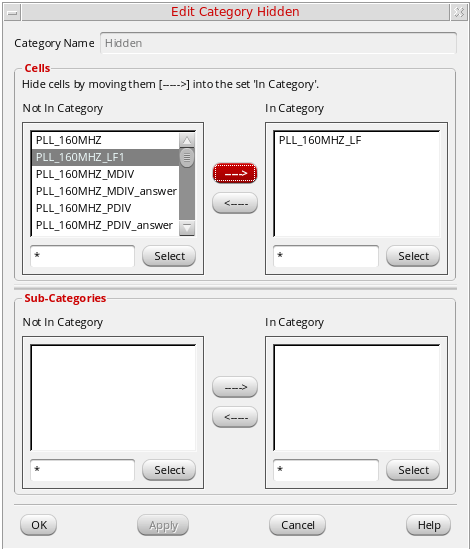 Edit Category Hidden
Category Name Hidden
Cells
Hide cells by moving them [----->] into the set 'In Category'.
Not In Category In Category
PLL_160MHZ PLL_160MHZ_LF
PLL_160MHZ_LF1
PLL_160MHZ_MDIV
----->
PLL_160MHZ_MDIV_answer
PLL_160MHZ_PDIV
<-----
PLL_160MHZ_PDIV_answer
* Select * Select
Sub-Categories
Not In Category In Category
----->
<-----
* Select * Select
OK Apply Cancel Help